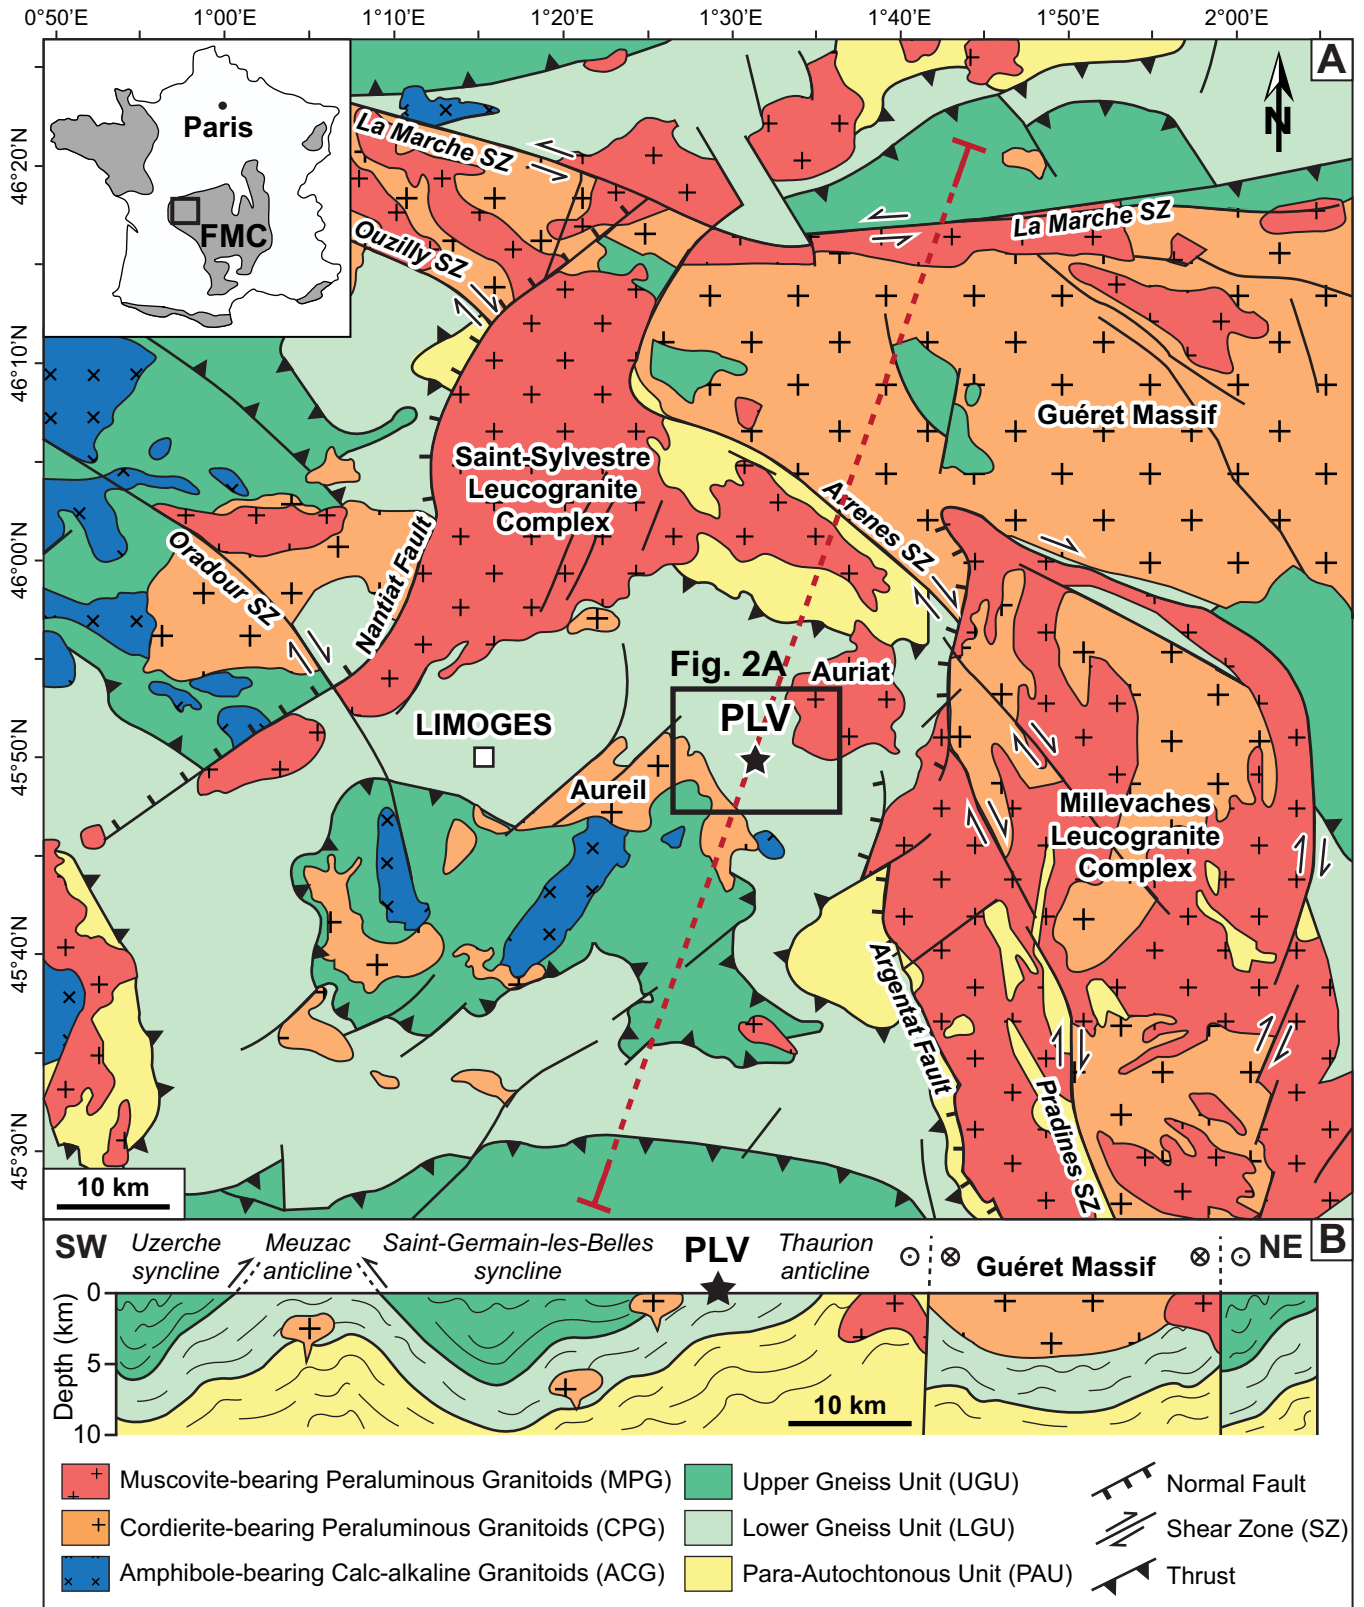 0°50'E 1°00'E 1°10'E 1°20'E 1°30'E 1°40'E 1°50'E 2°00'E
A
Paris
FMC
N
La Marche SZ
46°20'N
La Marche SZ
Ouzilly SZ
46°10'N
Guéret Massif
Saint-Sylvestre
Leucogranite
Complex
Arrenes SZ
46°00'N
Oradour SZ
Nantiat Fault
Fig. 2A
Auriat
PLV
LIMOGES
45°50'N
Aureil
Millevaches
Leucogranite
Complex
45°40'N
Argentat Fault
45°30'N
Pradines SZ
10 km
B
SW
Uzerche
syncline
Meuzac
anticline
Saint-Germain-les-Belles
syncline
PLV
Thaurion
anticline
Guéret Massif
NE
Depth (km)
0
5
10
10 km
Muscovite-bearing Peraluminous Granitoids (MPG)
Cordierite-bearing Peraluminous Granitoids (CPG)
Amphibole-bearing Calc-alkaline Granitoids (ACG)
Upper Gneiss Unit (UGU)
Lower Gneiss Unit (LGU)
Para-Autochtonous Unit (PAU)
Normal Fault
Shear Zone (SZ)
Thrust